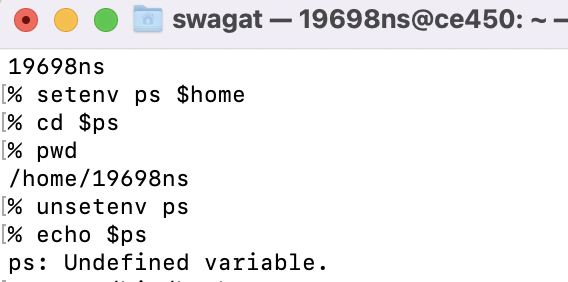 swagat — 19698ns@ce450: ~ —
19698ns
[% setenv ps $home
[% cd $ps
[% pwd
/home/19698ns
[% unsetenv ps
[% echo $ps
ps: Undefined variable.